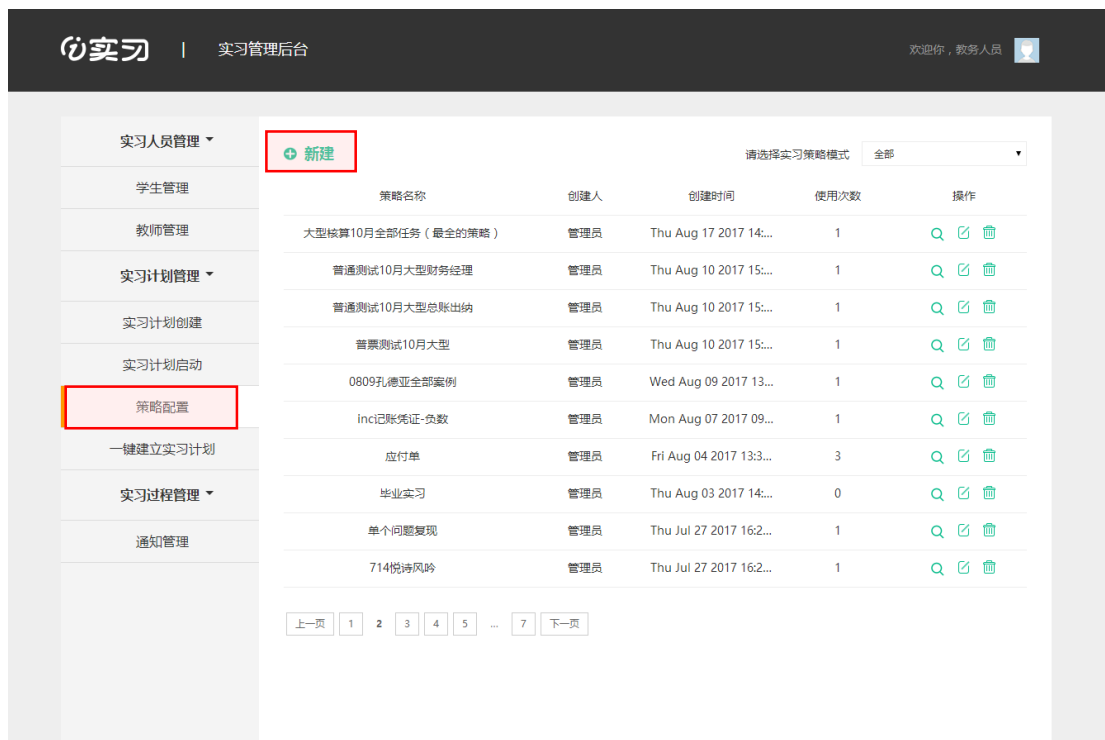 i实习 | 实习管理后台 欢迎你，教务人员
实习人员管理
学生管理
教师管理
实习计划管理
实习计划创建
实习计划启动
策略配置
一键建立实习计划
实习过程管理
通知管理
新建 请选择实习策略模式 全部
策略名称 创建人 创建时间 使用次数 操作
大型核算10月全部任务（最全的策略） 管理员 Thu Aug 17 2017 14:... 1
普通测试10月大型财务经理 管理员 Thu Aug 10 2017 15:... 1
普通测试10月大型总账出纳 管理员 Thu Aug 10 2017 15:... 1
普票测试10月大型 管理员 Thu Aug 10 2017 15:... 1
0809孔德亚全部案例 管理员 Wed Aug 09 2017 13... 1
inc记账凭证-负数 管理员 Mon Aug 07 2017 09... 1
应付单 管理员 Fri Aug 04 2017 13:3... 3
毕业实习 管理员 Thu Aug 03 2017 14:... 0
单个问题复现 管理员 Thu Jul 27 2017 16:2... 1
714悦诗风吟 管理员 Thu Jul 27 2017 16:2... 1
上一页 1 2 3 4 5 ... 7 下一页